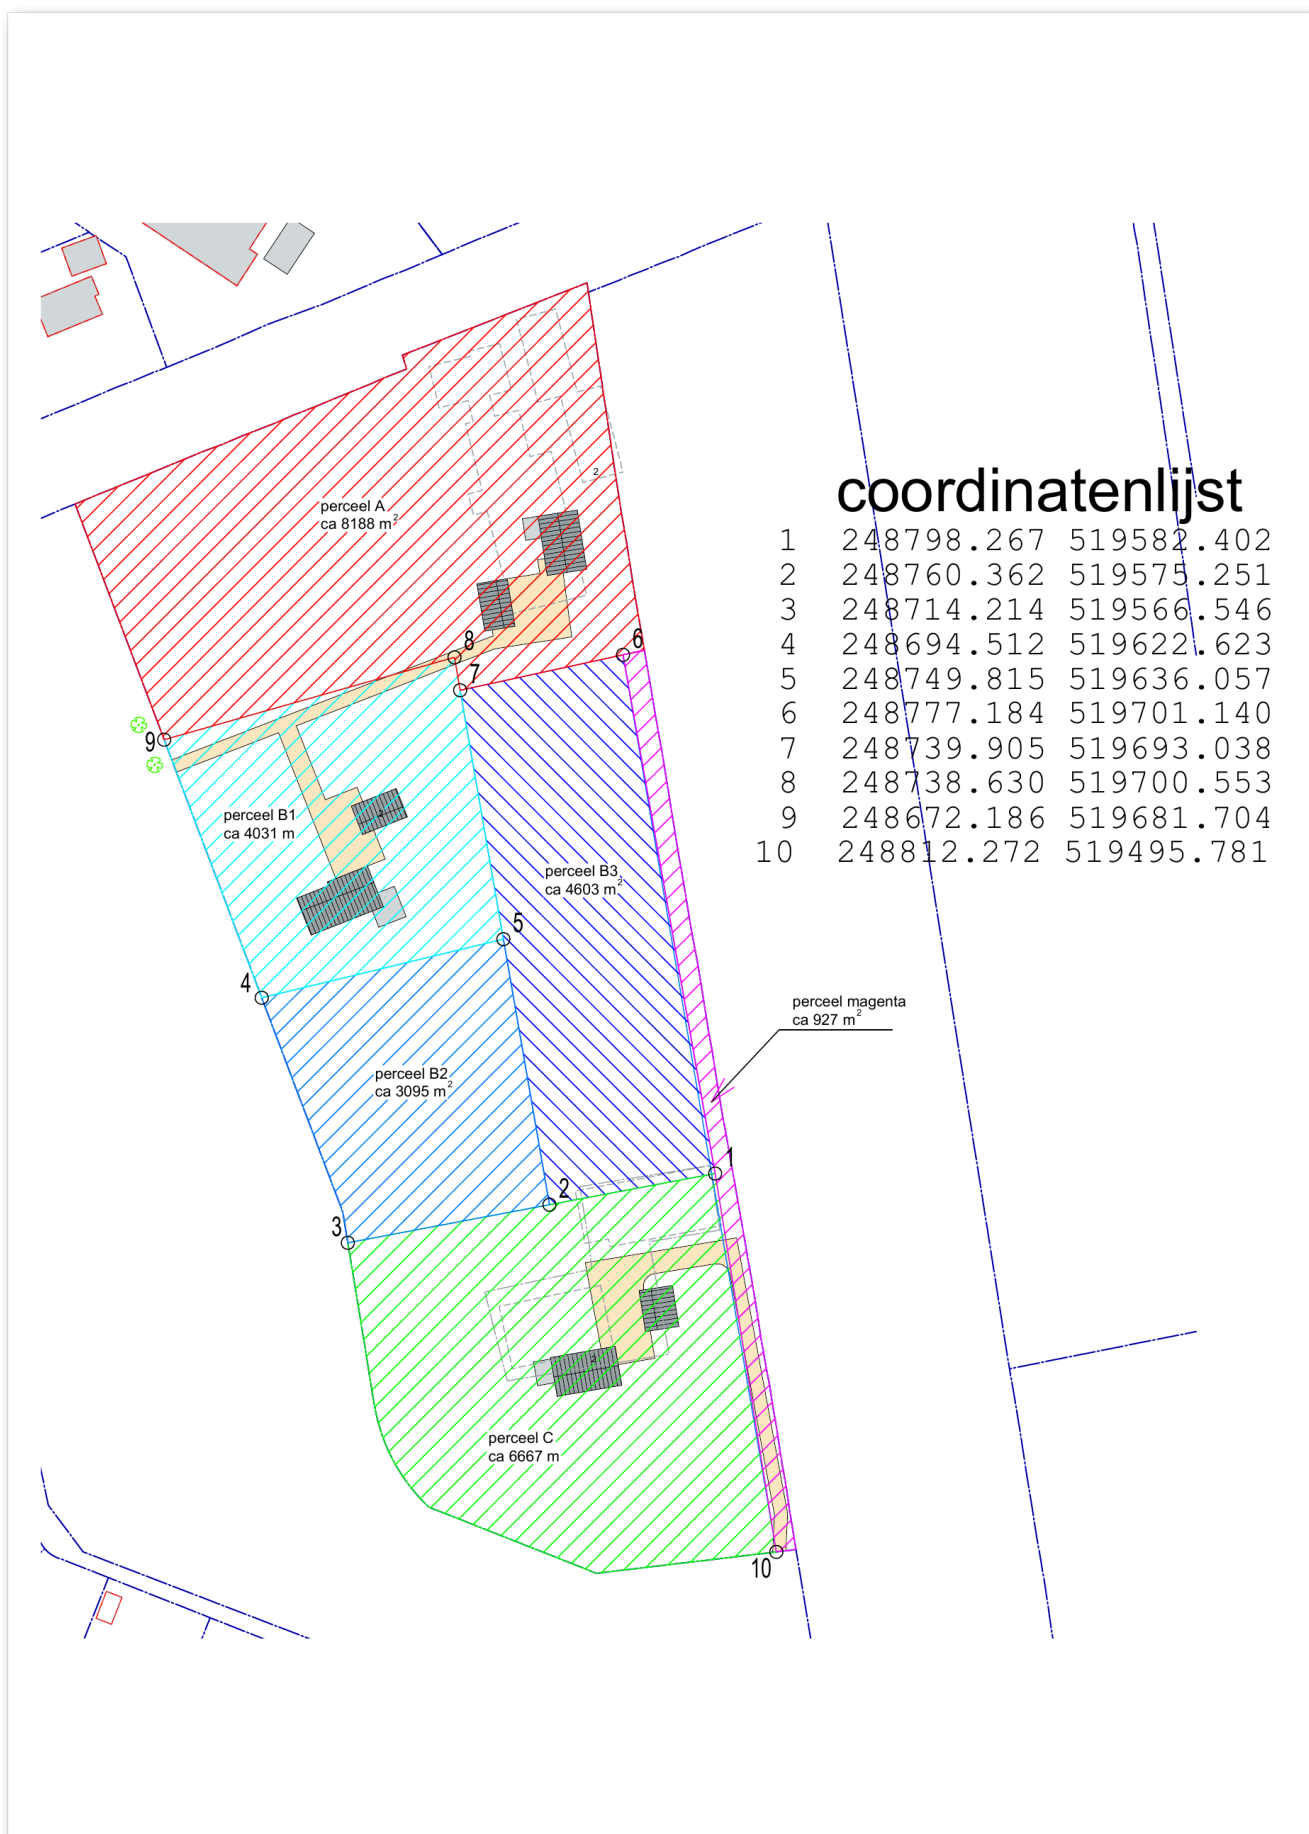 2
perceel A
ca 8188 m²
coordinatenlijst
1 248798.267 519582.402
2 248760.362 519575.251
3 248714.214 519566.546
4 248694.512 519622.623
5 248749.815 519636.057
6 248777.184 519701.140
7 248739.905 519693.038
8 248738.630 519700.553
9 248672.186 519681.704
10 248812.272 519495.781
8
6
7
9
perceel B1
ca 4031 m
2
perceel B3
ca 4603 m²
5
4
perceel magenta
ca 927 m²
perceel B2
ca 3095 m²
1
2
3
2
perceel C
ca 6667 m
10